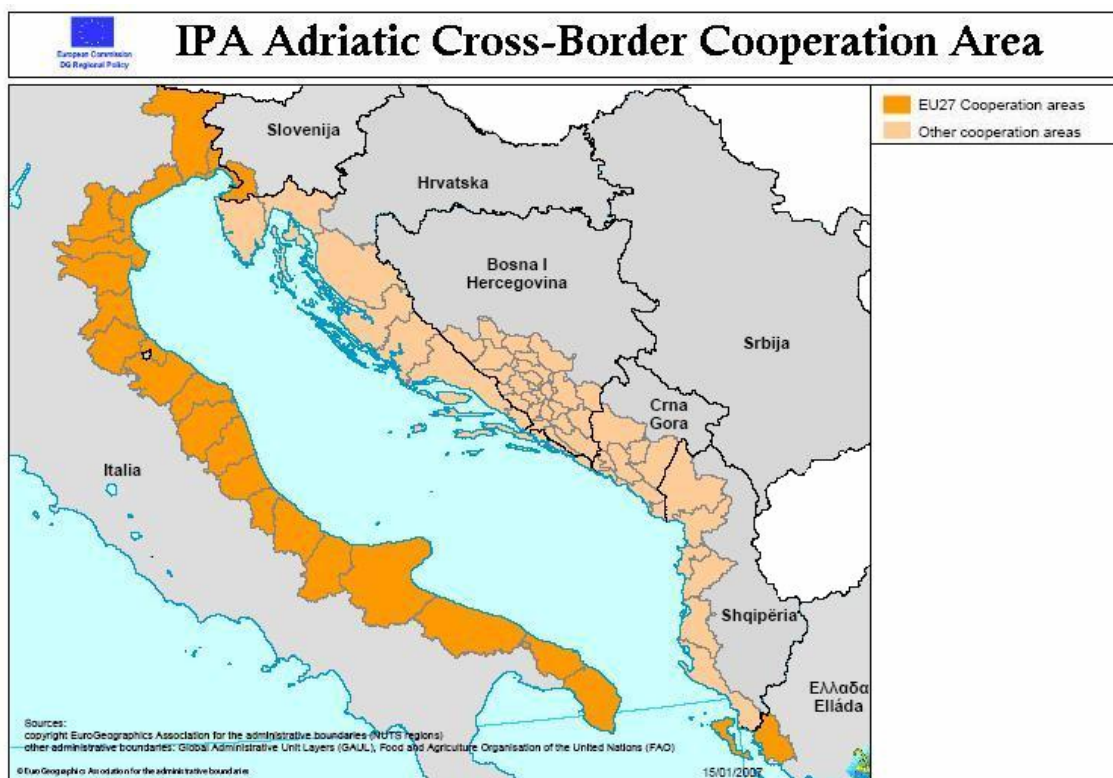 European Commission
DG Regional Policy
IPA Adriatic Cross-Border Cooperation Area
EU27 Cooperation areas
Other cooperation areas
Slovenija
Hrvatska
Bosna I
Hercegovina
Srbija
Crna
Gora
Italia
Shqipëria
Ελλαδα
Elláda
Sources:
copyright EuroGeographics Association for the administrative boundaries (NUTS regions)
other administrative boundaries: Global Administrative Unit Layers (GAUL), Food and Agriculture Organisation of the United Nations (FAO)
© EuroGeographics Association for the administrative boundaries
15/01/2007